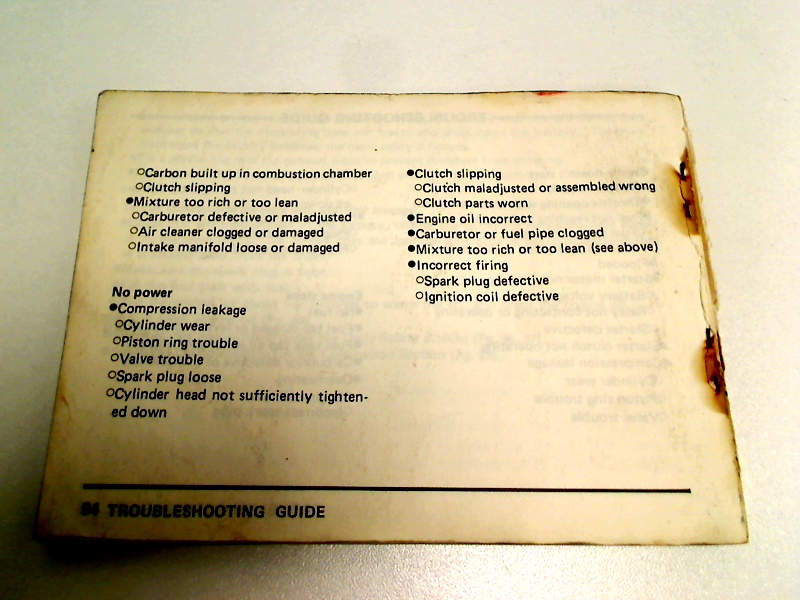 ○Carbon built up in combustion chamber
○Clutch slipping
●Mixture too rich or too lean
○Carburetor defective or maladjusted
○Air cleaner clogged or damaged
○Intake manifold loose or damaged
No power
●Compression leakage
○Cylinder wear
○Piston ring trouble
○Valve trouble
○Spark plug loose
○Cylinder head not sufficiently tighten-
ed down
●Clutch slipping
○Clutch maladjusted or assembled wrong
○Clutch parts worn
●Engine oil incorrect
●Carburetor or fuel pipe clogged
●Mixture too rich or too lean (see above)
●Incorrect firing
○Spark plug defective
○Ignition coil defective
94 TROUBLESHOOTING GUIDE